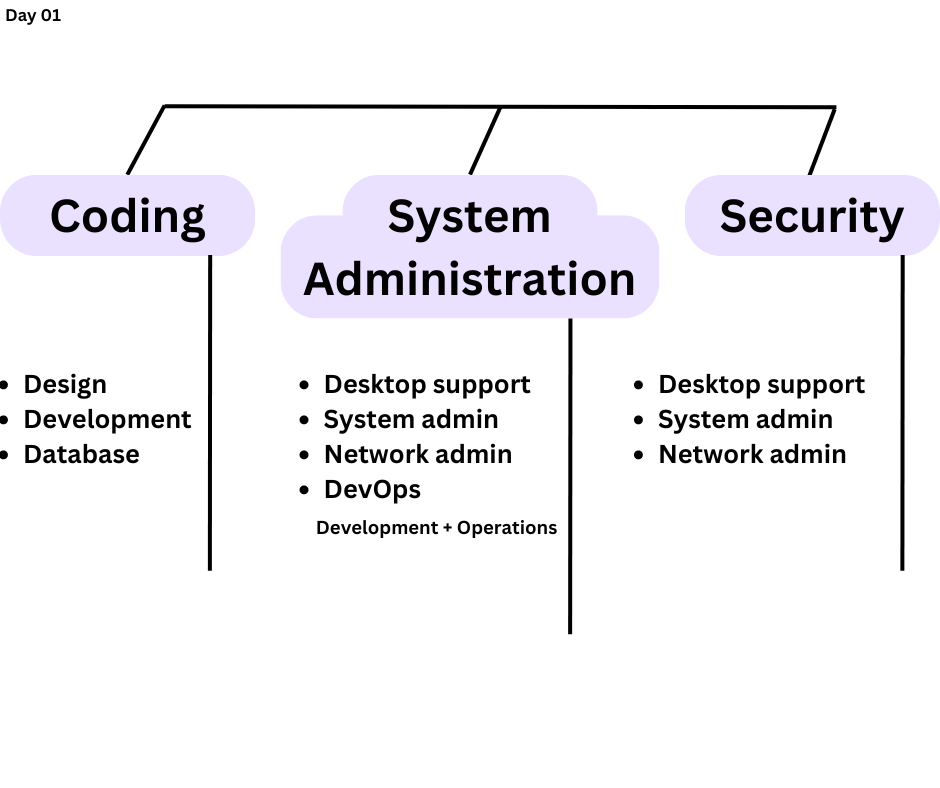 Day 01
Coding
System
Administration
Security
• Design
• Development
• Database
• Desktop support
• System admin
• Network admin
• DevOps
Development + Operations
• Desktop support
• System admin
• Network admin